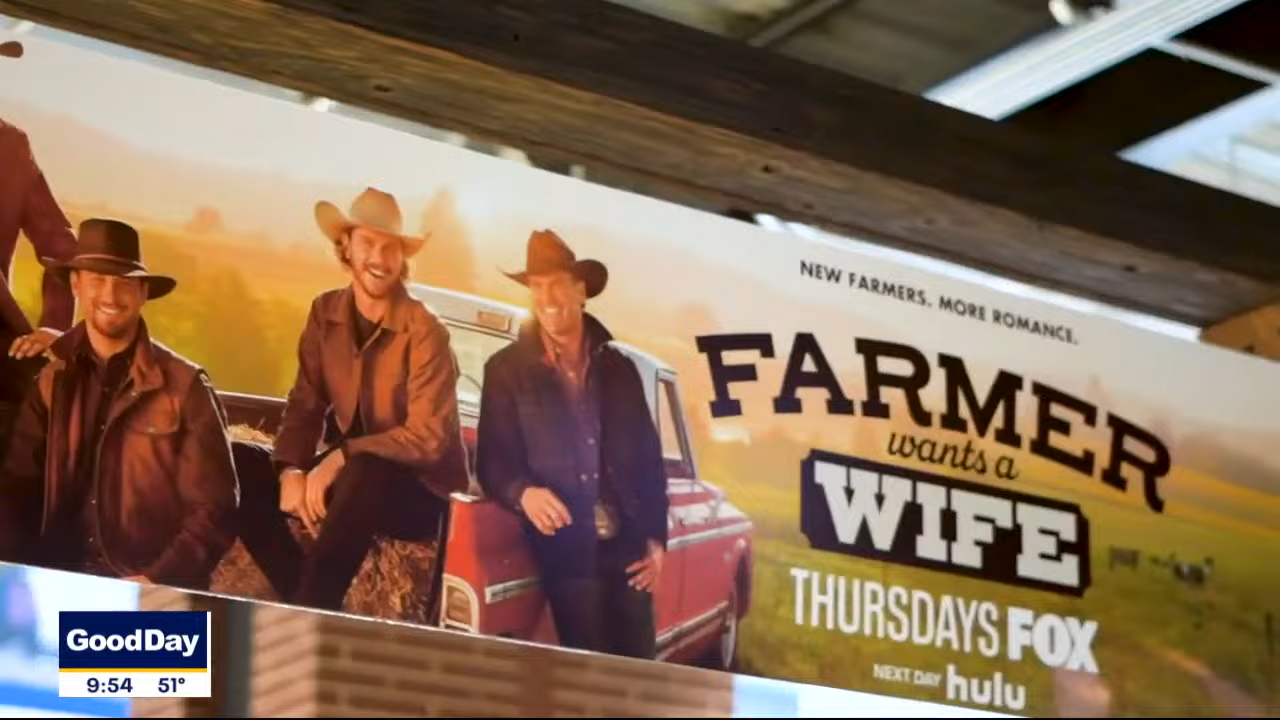 NEW FARMERS. MORE ROMANCE.
FARMER
wants a
WIFE
THURSDAYS FOX
NEXT DAY hulu
GoodDay
9:54 51°